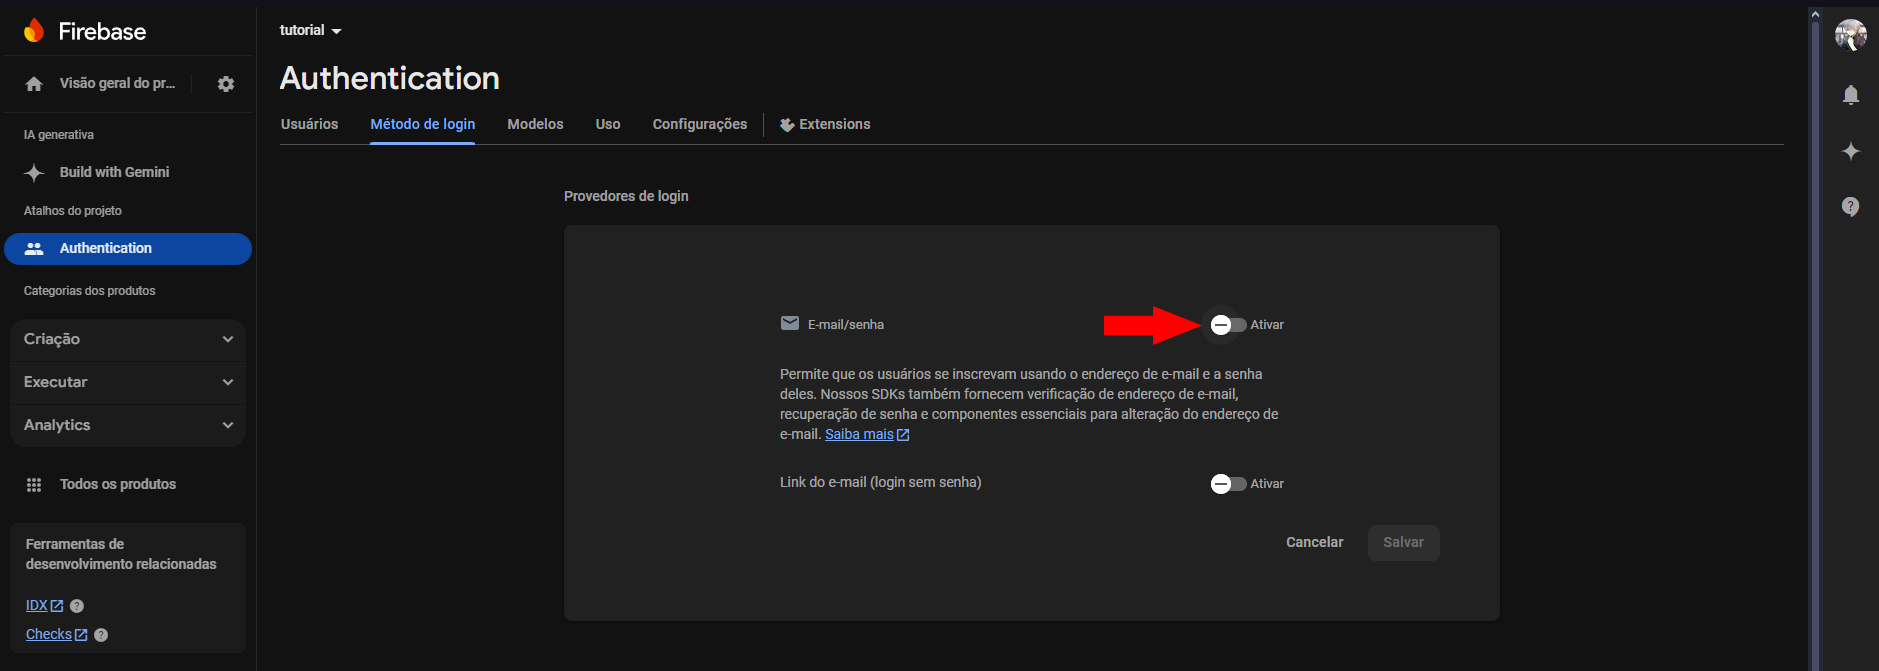 Firebase
Visão geral do pr...
IA generativa
Build with Gemini
Atalhos do projeto
Authentication
Categorias dos produtos
Criação
Executar
Analytics
Todos os produtos
Ferramentas de
desenvolvimento relacionadas
IDX
Checks
tutorial
Authentication
Usuários
Método de login
Modelos
Uso
Configurações
Extensions
Provedores de login
E-mail/senha
Ativar
Permite que os usuários se inscrevam usando o endereço de e-mail e a senha
deles. Nossos SDKs também fornecem verificação de endereço de e-mail,
recuperação de senha e componentes essenciais para alteração do endereço de
e-mail. Saiba mais
Link do e-mail (login sem senha)
Ativar
Cancelar
Salvar